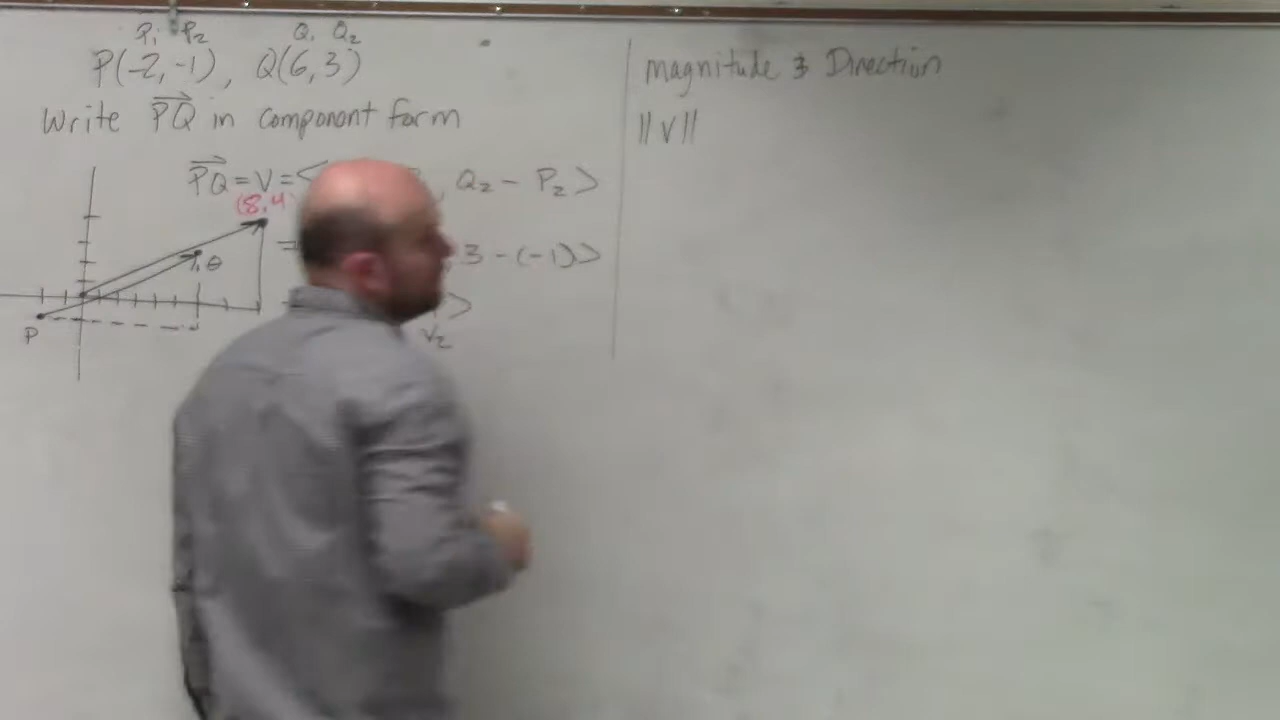 P₁ P₂ Q₁ Q₂
P(-2,-1), Q(6,3)
Write PQ in component form
PQ = V = < , Q₂ - P₂ >
(8,4)
= 3 - (-1)>
>
V₂
P
Magnitude & Direction
||v||